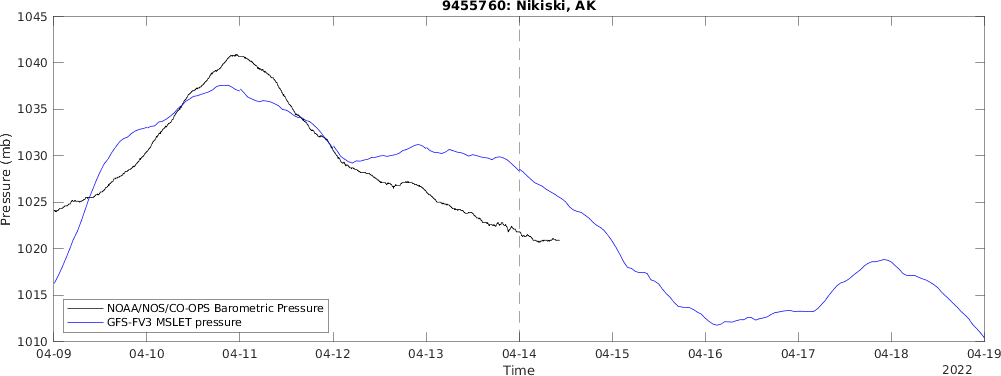 9455760: Nikiski, AK
1045
1040
1035
1030
1025
1020
1015
1010
Pressure (mb)
NOAA/NOS/CO-OPS Barometric Pressure
GFS-FV3 MSLET pressure
04-09 04-10 04-11 04-12 04-13 04-14 04-15 04-16 04-17 04-18 04-19
Time
2022